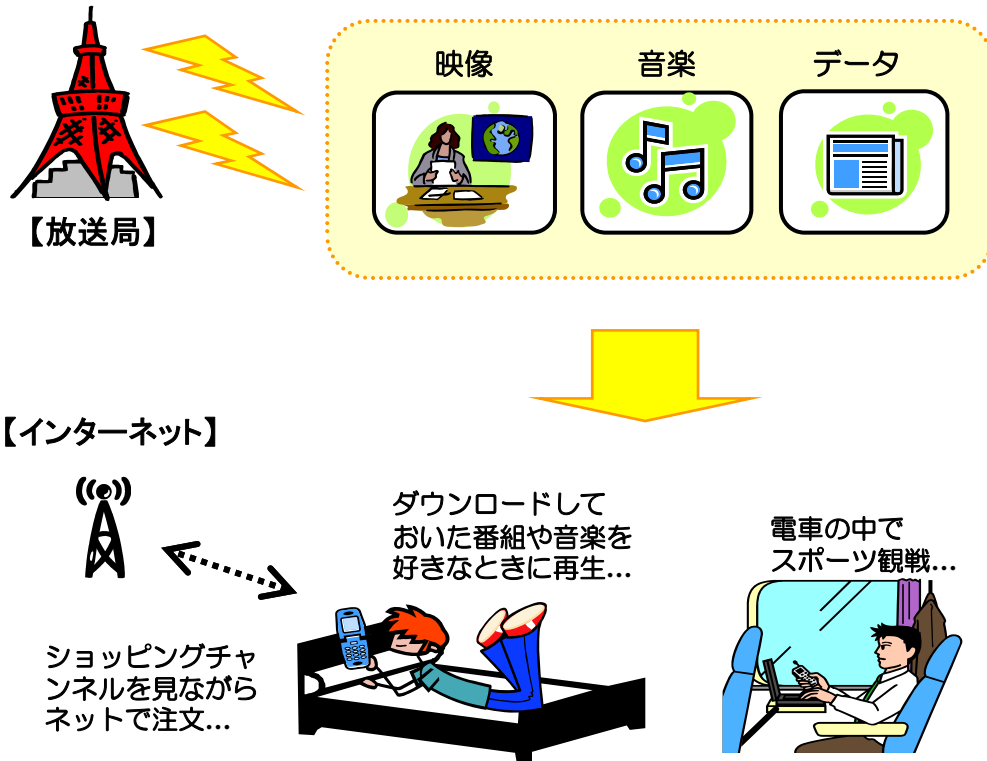 映像
音楽
データ
【放送局】
【インターネット】
ダウンロードして
おいた番組や音楽を
好きなときに再生...
電車の中で
スポーツ観戦...
ショッピングチャ
ンネルを見ながら
ネットで注文...